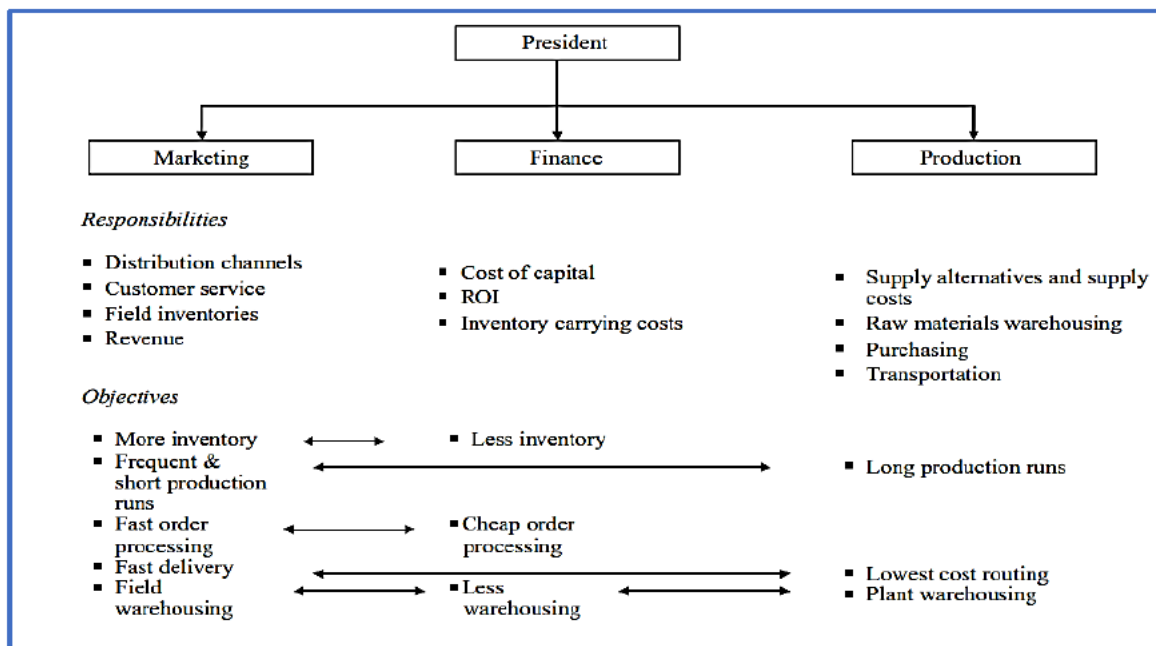 President
Marketing
Finance
Production
Responsibilities
▪ Distribution channels
▪ Customer service
▪ Field inventories
▪ Revenue
▪ Cost of capital
▪ ROI
▪ Inventory carrying costs
▪ Supply alternatives and supply
costs
▪ Raw materials warehousing
▪ Purchasing
▪ Transportation
Objectives
▪ More inventory
▪ Less inventory
▪ Frequent &
short production
runs
▪ Long production runs
▪ Fast order
processing
▪ Cheap order
processing
▪ Fast delivery
▪ Lowest cost routing
▪ Field
warehousing
▪ Less
warehousing
▪ Plant warehousing